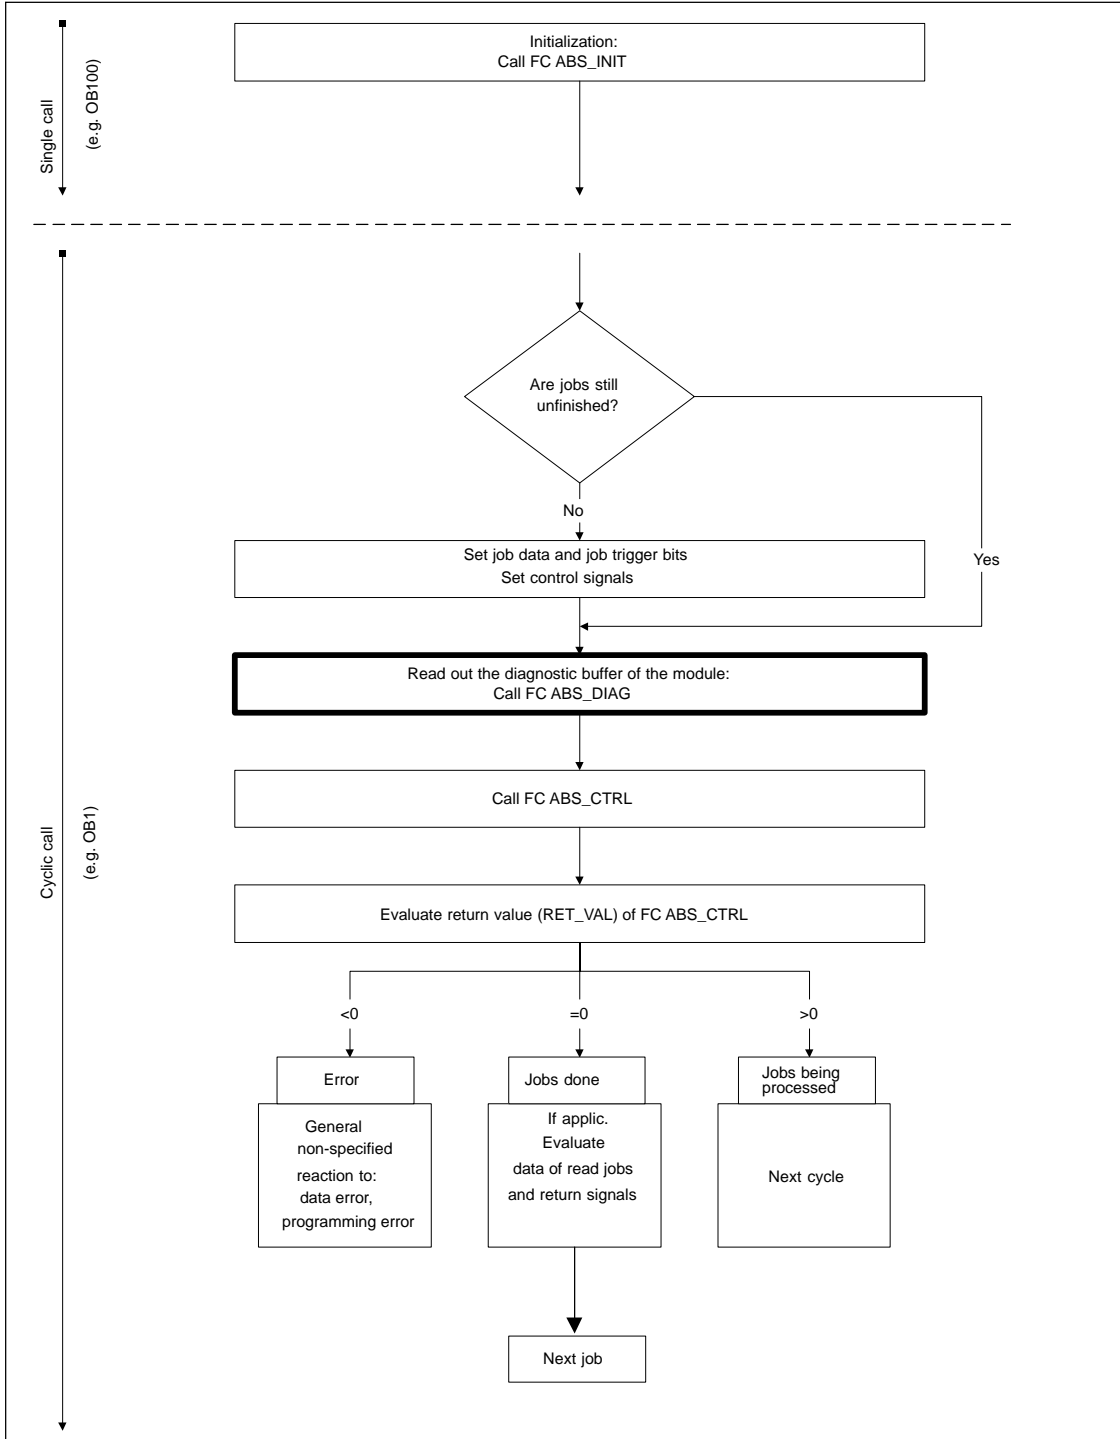 Initialization:
Call FC ABS_INIT
Single call
(e.g. OB100)
Are jobs still
unfinished?
No
Yes
Set job data and job trigger bits
Set control signals
Read out the diagnostic buffer of the module:
Call FC ABS_DIAG
Call FC ABS_CTRL
Cyclic call
(e.g. OB1)
Evaluate return value (RET_VAL) of FC ABS_CTRL
<0
=0
>0
Error
General
non-specified
reaction to:
data error,
programming error
Jobs done
If applic.
Evaluate
data of read jobs
and return signals
Jobs being
processed
Next cycle
Next job